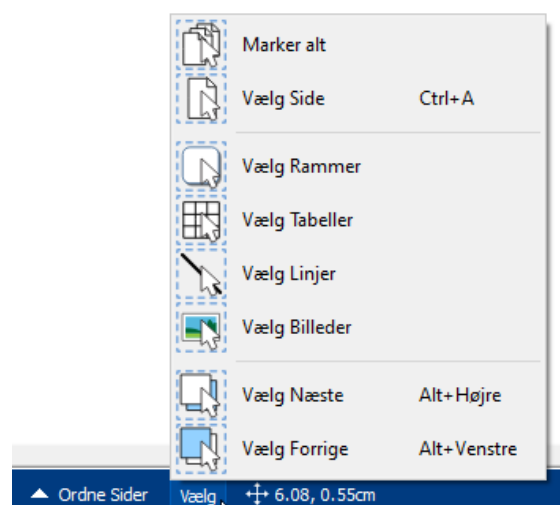 Marker alt
Vælg Side Ctrl+A
Vælg Rammer
Vælg Tabeller
Vælg Linjer
Vælg Billeder
Vælg Næste Alt+Højre
Vælg Forrige Alt+Venstre
Ordne Sider Vælg 6.08, 0.55cm